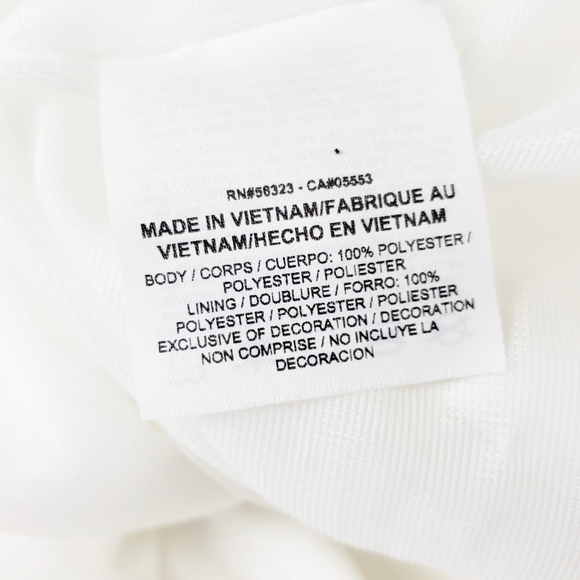 RN#56323 - CA#05553
MADE IN VIETNAM/FABRIQUE AU
VIETNAM/HECHO EN VIETNAM
BODY / CORPS / CUERPO: 100% POLYESTER /
POLYESTER / POLIESTER
LINING / DOUBLURE / FORRO: 100%
POLYESTER / POLYESTER / POLIESTER
EXCLUSIVE OF DECORATION / DECORATION
NON COMPRISE / NO INCLUYE LA
DECORACION